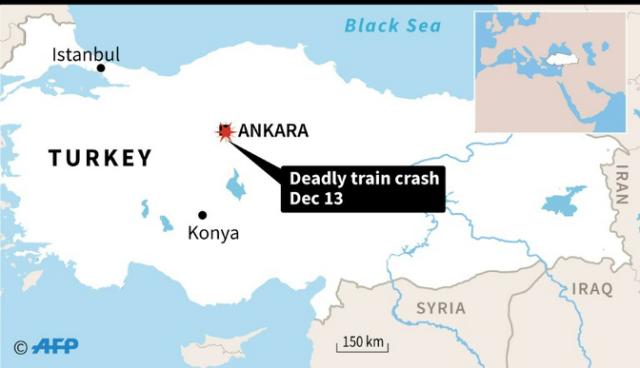 Black Sea
Istanbul
ANKARA
TURKEY
Deadly train crash
Dec 13
IRAN
Konya
IRAQ
SYRIA
150 km
© AFP